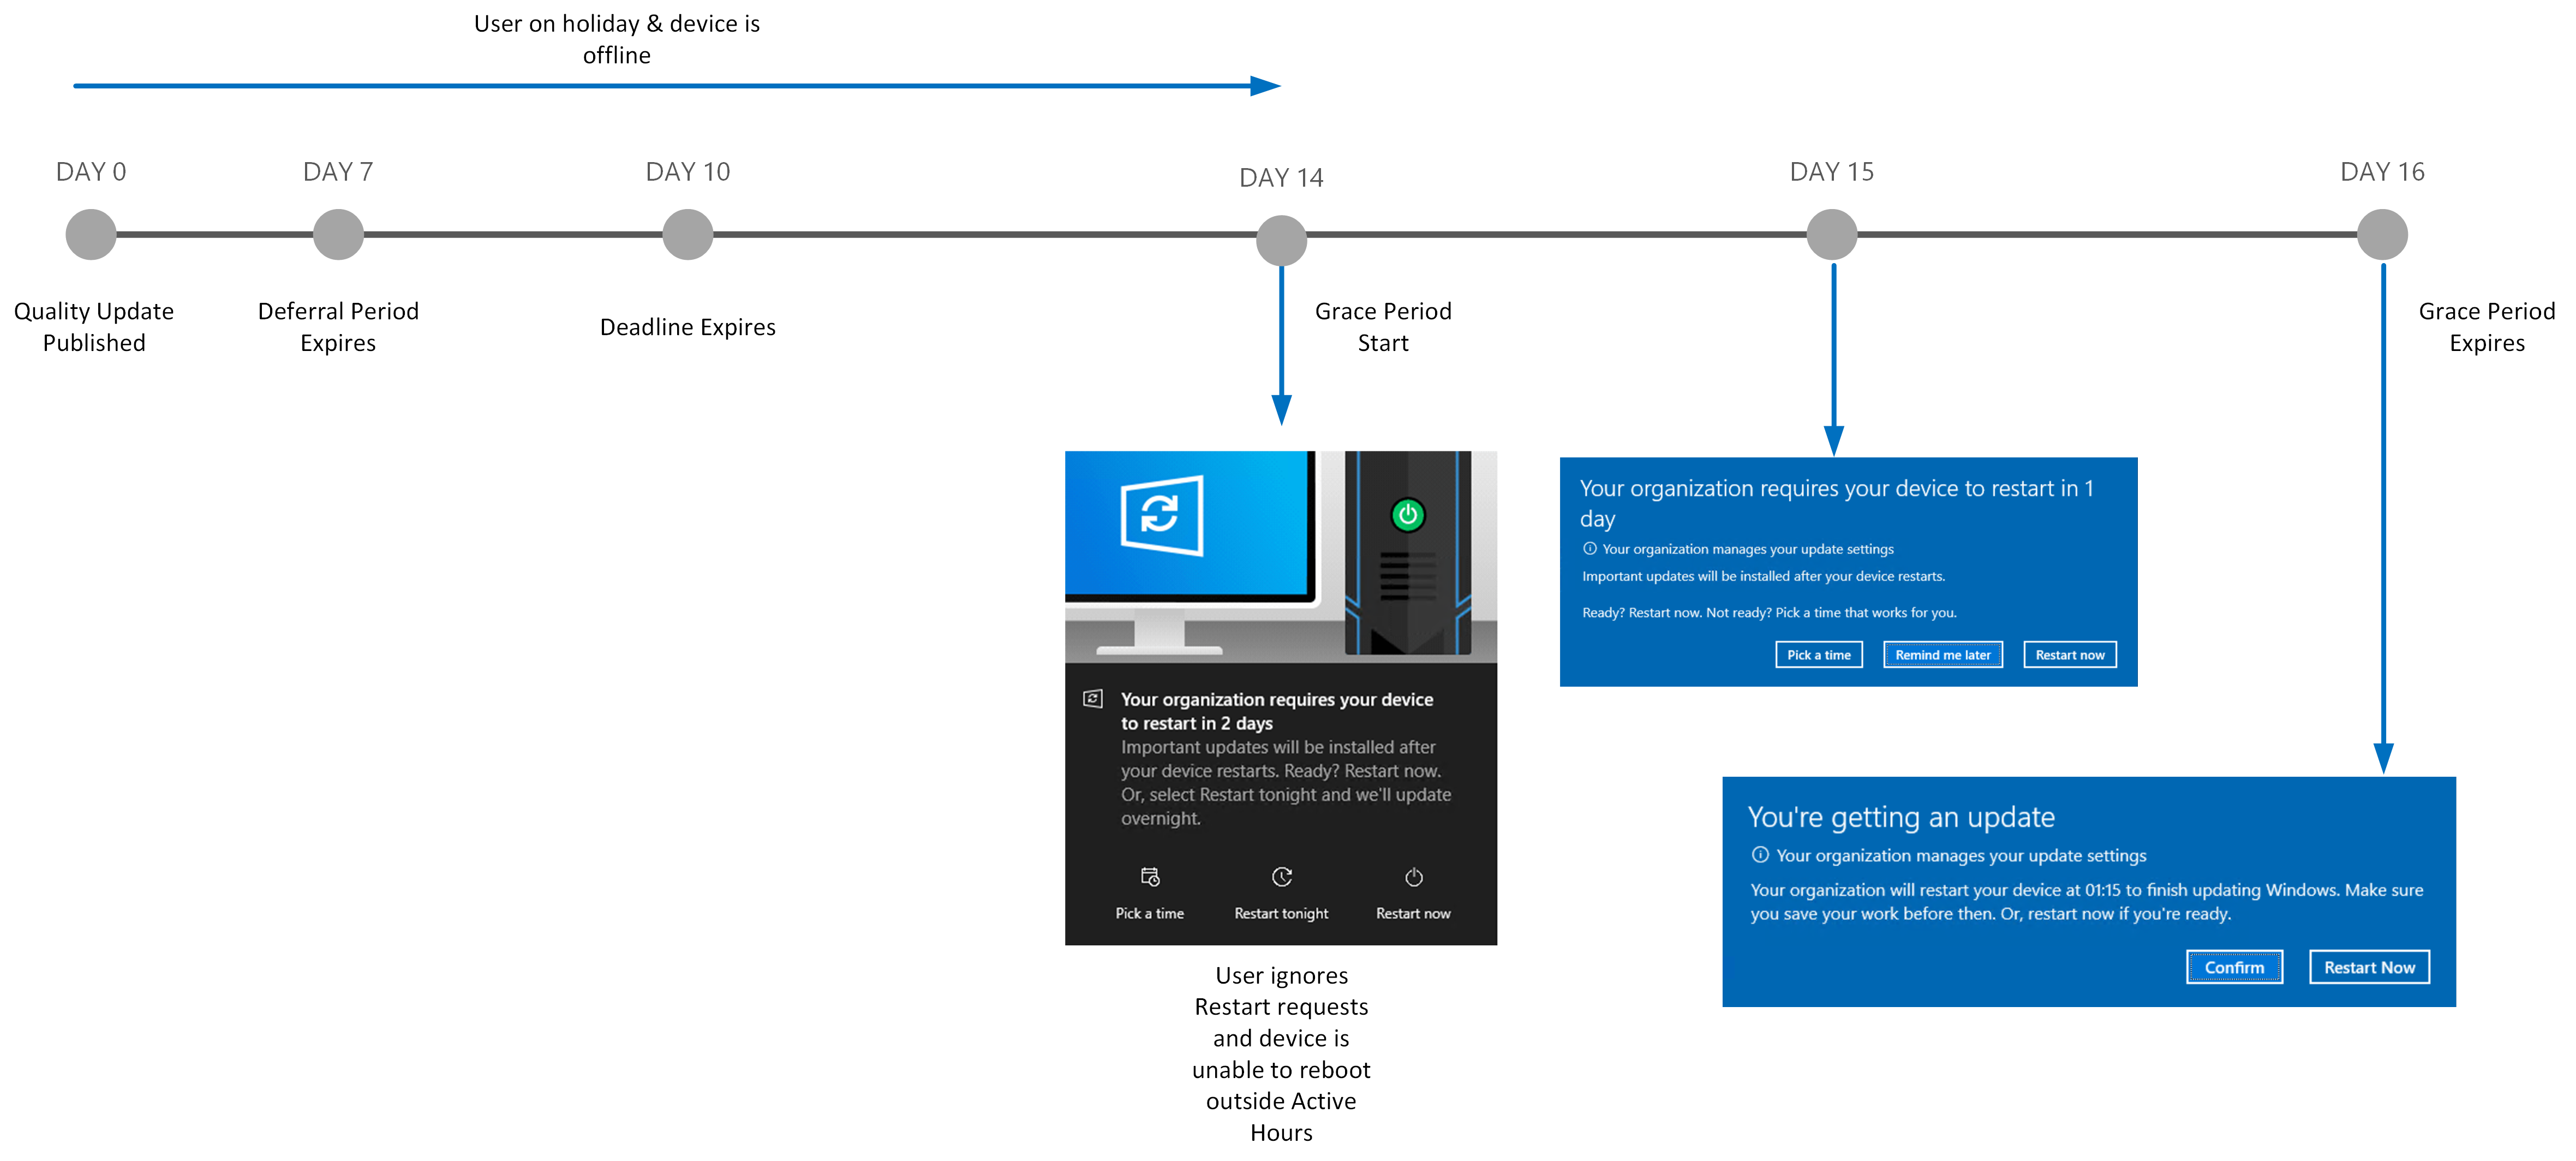 User on holiday & device is
offline
DAY 0
DAY 7
DAY 10
DAY 14
DAY 15
DAY 16
Quality Update
Published
Deferral Period
Expires
Deadline Expires
Grace Period
Start
Grace Period
Expires
Your organization requires your device
to restart in 2 days
Important updates will be installed after
your device restarts. Ready? Restart now.
Or, select Restart tonight and we'll update
overnight.
Pick a time
Restart tonight
Restart now
User ignores
Restart requests
and device is
unable to reboot
outside Active
Hours
Your organization requires your device to restart in 1
day
Your organization manages your update settings
Important updates will be installed after your device restarts.
Ready? Restart now. Not ready? Pick a time that works for you.
Pick a time
Remind me later
Restart now
You're getting an update
Your organization manages your update settings
Your organization will restart your device at 01:15 to finish updating Windows. Make sure
you save your work before then. Or, restart now if you're ready.
Confirm
Restart Now